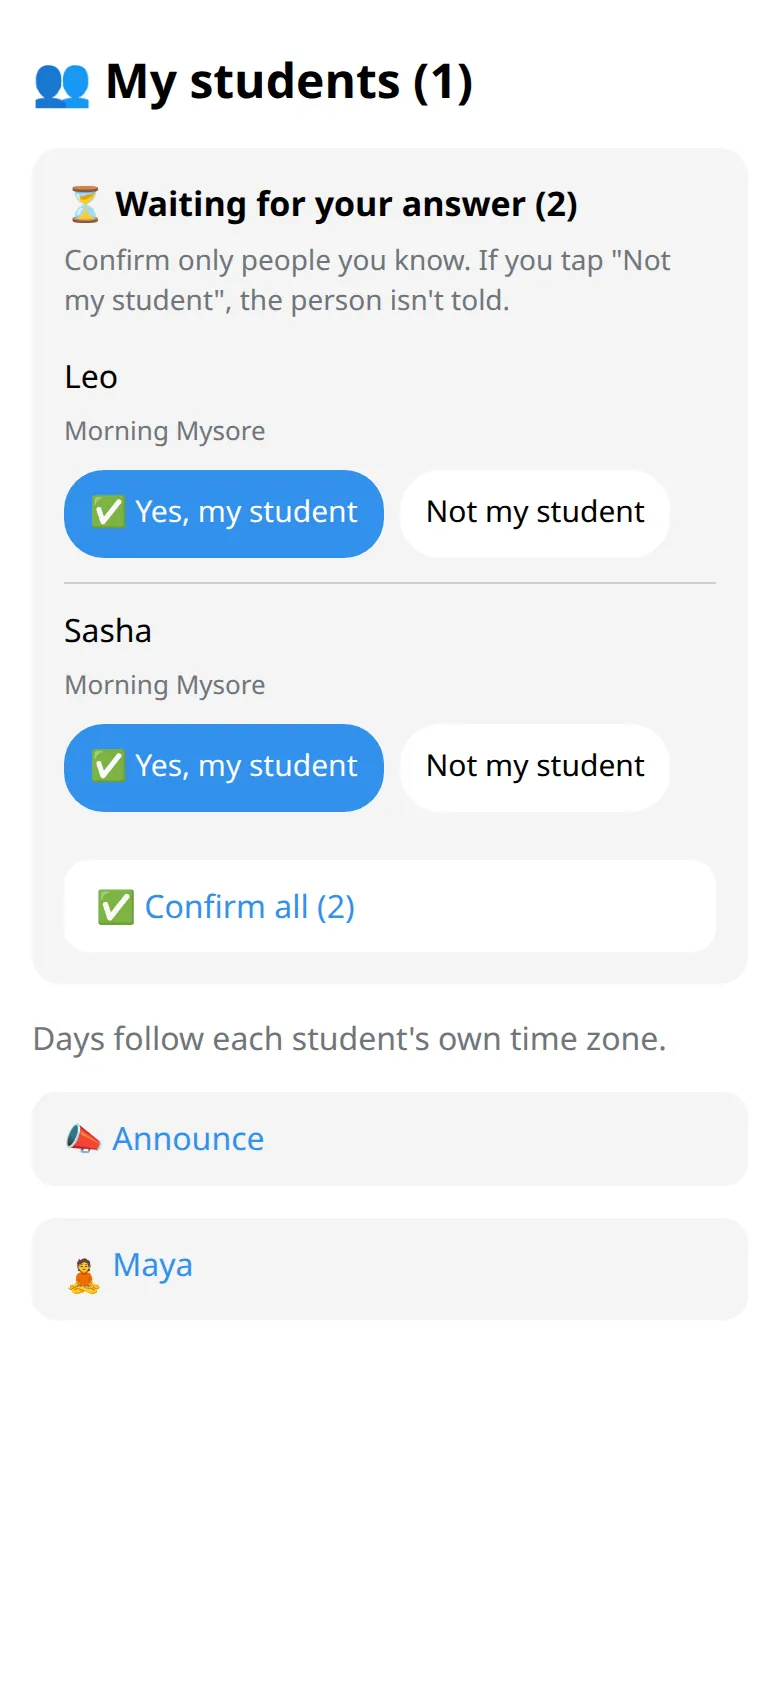 👥 My students (1)
⏳ Waiting for your answer (2)
Confirm only people you know. If you tap "Not
my student", the person isn't told.
Leo
Morning Mysore
✅ Yes, my student
Not my student
Sasha
Morning Mysore
✅ Yes, my student
Not my student
✅ Confirm all (2)
Days follow each student's own time zone.
📣 Announce
🧘 Maya